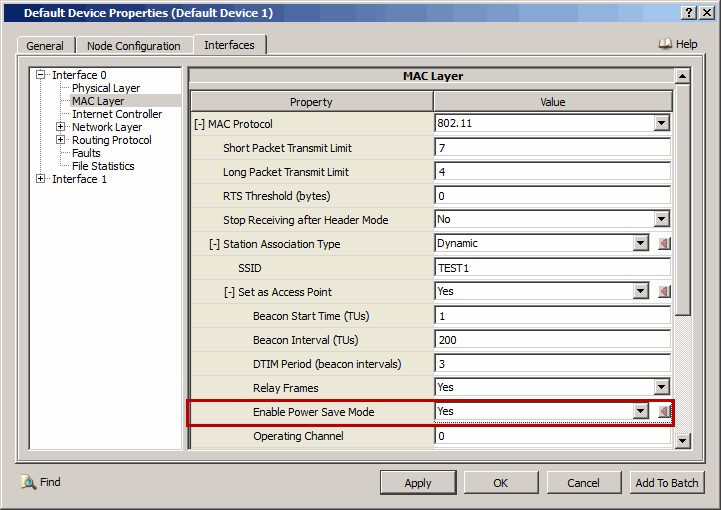 Default Device Properties (Default Device 1)
General
Node Configuration
Interfaces
Help
Interface 0
Physical Layer
MAC Layer
Internet Controller
Network Layer
Routing Protocol
Faults
File Statistics
Interface 1
MAC Layer
Property Value
[-] MAC Protocol 802.11
Short Packet Transmit Limit 7
Long Packet Transmit Limit 4
RTS Threshold (bytes) 0
Stop Receiving after Header Mode No
[-] Station Association Type Dynamic
SSID TEST1
[-] Set as Access Point Yes
Beacon Start Time (TUs) 1
Beacon Interval (TUs) 200
DTIM Period (beacon intervals) 3
Relay Frames Yes
Enable Power Save Mode Yes
Operating Channel 0
Find
Apply
OK
Cancel
Add To Batch